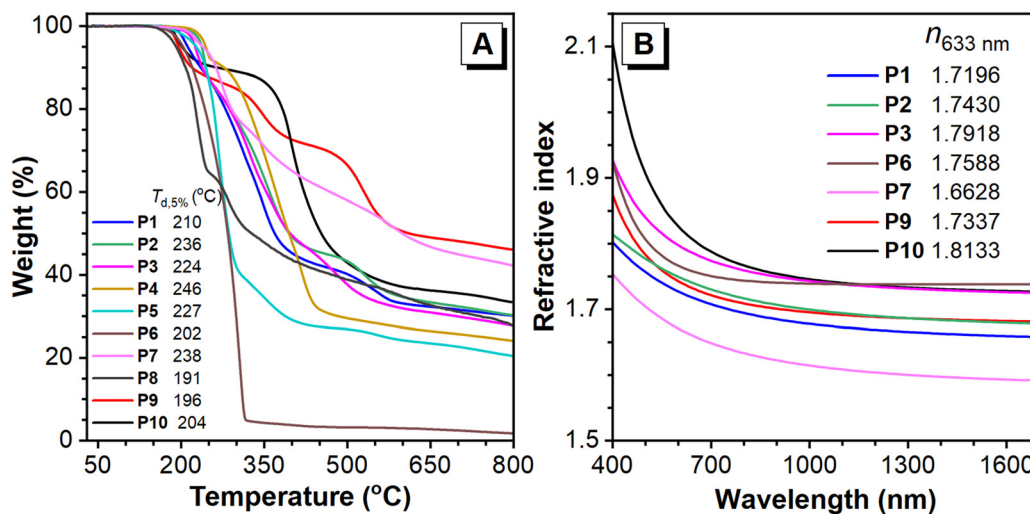 A
100
80
60
40
20
0
Weight (%)
T d,5% (°C)
P1 210
P2 236
P3 224
P4 246
P5 227
P6 202
P7 238
P8 191
P9 196
P10 204
50 200 350 500 650 800
Temperature (°C)
B
2.1
1.9
1.7
1.5
Refractive index
n 633 nm
P1 1.7196
P2 1.7430
P3 1.7918
P6 1.7588
P7 1.6628
P9 1.7337
P10 1.8133
400 700 1000 1300 1600
Wavelength (nm)